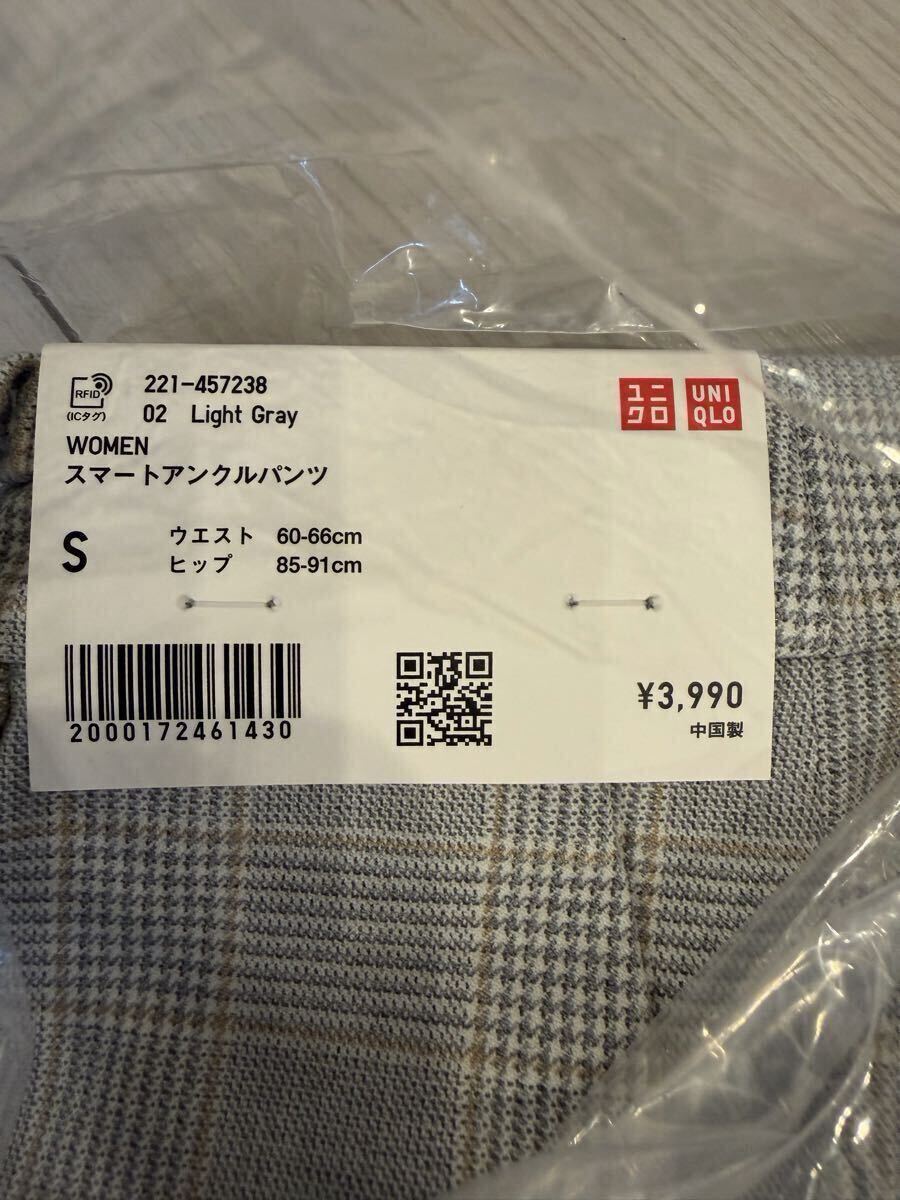 RFID
(ICタグ)
221-457238
02 Light Gray
WOMEN
スマートアンクルパンツ
ユニ
クロ
UNI
QLO
S
ウエスト 60-66cm
ヒップ 85-91cm
2000172461430
¥3,990
中国製